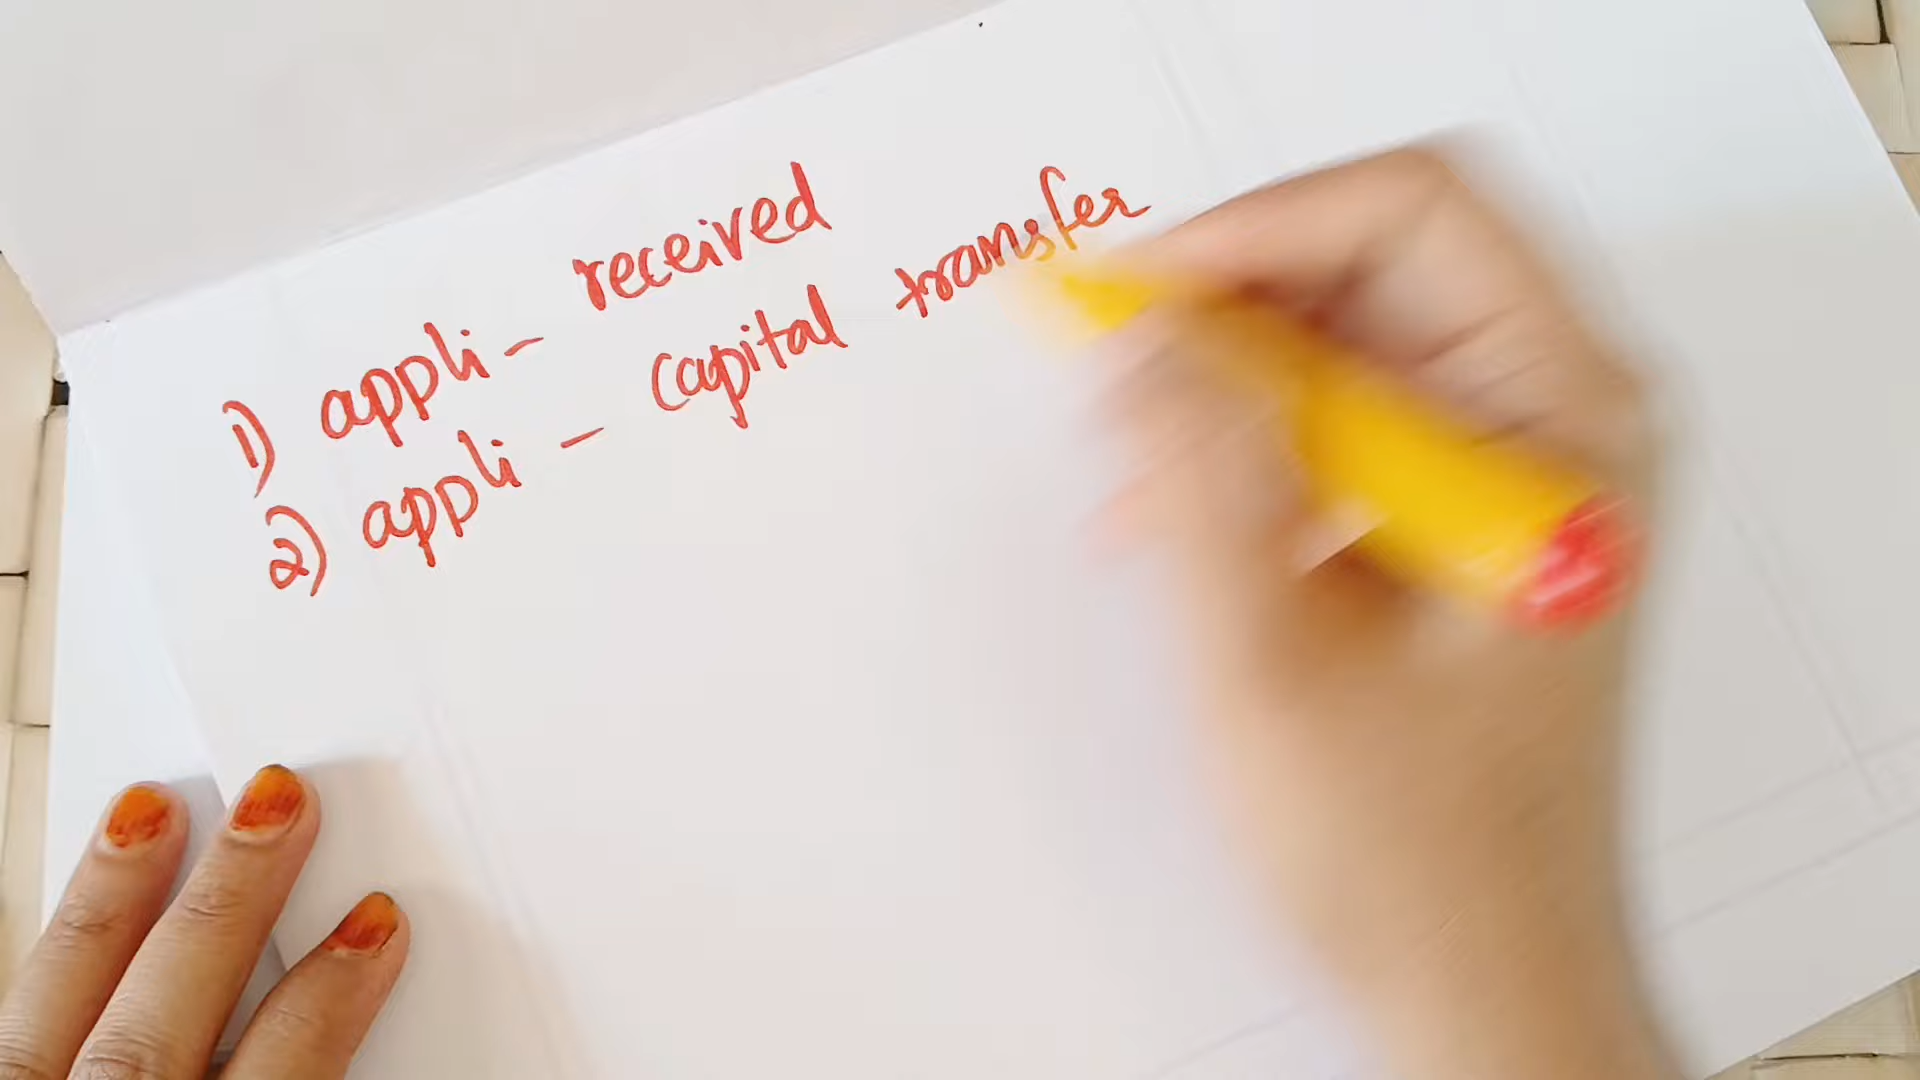 1) appli - received
2) appli - capital transfer